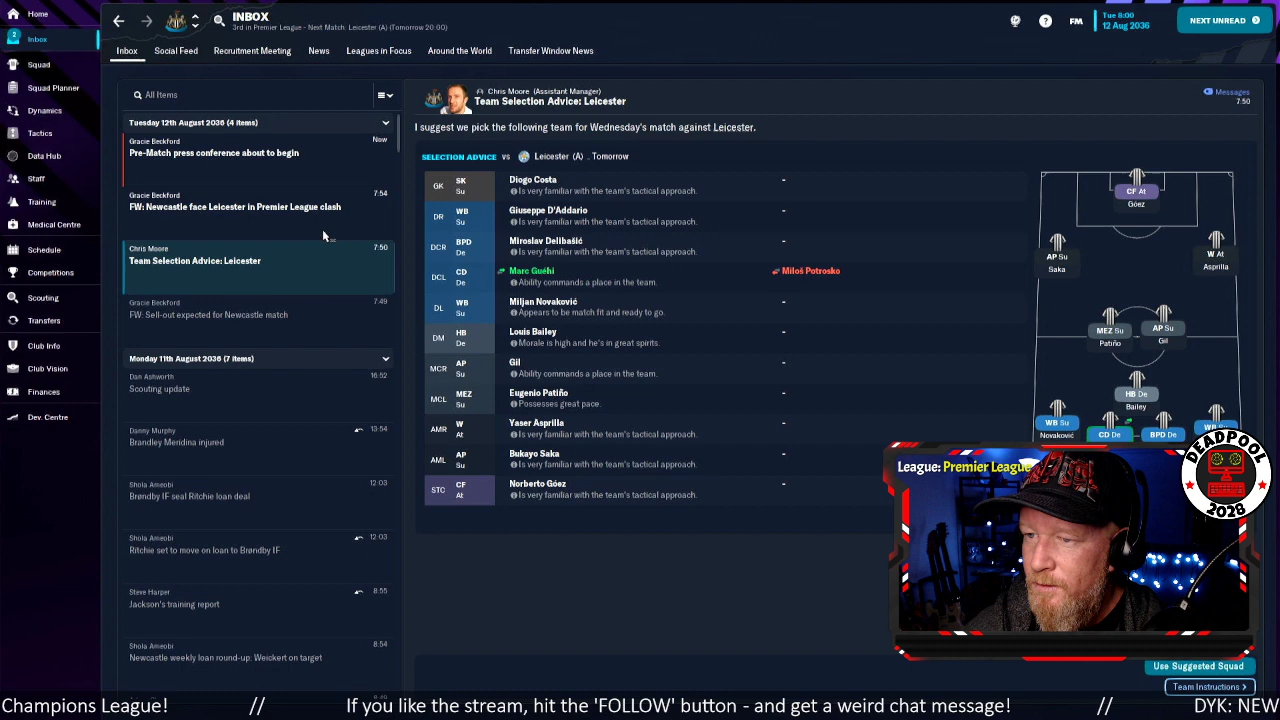 Home
2
Inbox
Squad
Squad Planner
Dynamics
Tactics
Data Hub
Staff
Training
Medical Centre
Schedule
Competitions
Scouting
Transfers
Club Info
Club Vision
Finances
Dev. Centre
INBOX
3rd in Premier League - Next Match: Leicester (A) (Tomorrow 20:00)
FM
Tue 8:00
12 Aug 2036
NEXT UNREAD
Inbox
Social Feed
Recruitment Meeting
News
Leagues in Focus
Around the World
Transfer Window News
All Items
Tuesday 12th August 2036 (4 items)
Gracie Beckford
Now
Pre-Match press conference about to begin
Gracie Beckford
7:54
FW: Newcastle face Leicester in Premier League clash
Chris Moore
7:50
Team Selection Advice: Leicester
Gracie Beckford
7:49
FW: Sell-out expected for Newcastle match
Monday 11th August 2036 (7 items)
Dan Ashworth
16:52
Scouting update
Danny Murphy
13:54
Brandley Meridina injured
Shola Ameobi
12:03
Brøndby IF seal Ritchie loan deal
Shola Ameobi
12:03
Ritchie set to move on loan to Brøndby IF
Steve Harper
8:55
Jackson's training report
Shola Ameobi
8:54
Newcastle weekly loan round-up: Weickert on target
Chris Moore (Assistant Manager)
Team Selection Advice: Leicester
Messages
7:50
I suggest we pick the following team for Wednesday's match against Leicester.
SELECTION ADVICE vs Leicester (A) . Tomorrow
GK SK Su Diogo Costa -
Is very familiar with the team's tactical approach.
DR WB Su Giuseppe D'Addario -
Is very familiar with the team's tactical approach.
DCR BPD De Miroslav Delibašić -
Is very familiar with the team's tactical approach.
DCL CD De Marc Guéhi Miloš Potrosko
Ability commands a place in the team.
DL WB Su Miljan Novaković -
Appears to be match fit and ready to go.
DM HB De Louis Bailey -
Morale is high and he's in great spirits.
MCR AP Su Gil -
Ability commands a place in the team.
MCL MEZ Su Eugenio Patiño -
Possesses great pace.
AMR W At Yaser Asprilla -
Is very familiar with the team's tactical approach.
AML AP Su Bukayo Saka -
Is very familiar with the team's tactical approach.
STC CF At Norberto Góez -
Is very familiar with the team's tactical approach.
CF At
Góez
AP Su
Saka
W At
Asprilla
MEZ Su
Patiño
AP Su
Gil
HB De
Bailey
WB Su
Novaković
CD De
BPD De
WB Su
League: Premier League
DEADPOOL
2028
Use Suggested Squad
Team Instructions
Champions League! // If you like the stream, hit the 'FOLLOW' button - and get a weird chat message! // DYK: NEW